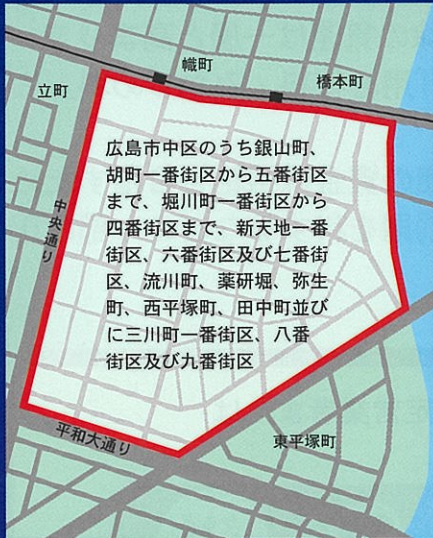 幟町
橋本町
立町
広島市中区のうち銀山町、
胡町一番街区から五番街区
まで、堀川町一番街区から
四番街区まで、新天地一番
街区、六番街区及び七番街
区、流川町、薬研堀、弥生
町、西平塚町、田中町並び
に三川町一番街区、八番
街区及び九番街区
中央通り
平和大通り
東平塚町